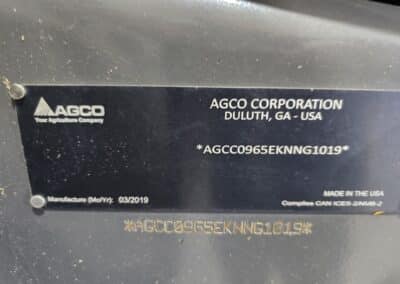 AGCO
Your Agriculture Company
AGCO CORPORATION
DULUTH, GA - USA
*AGCC0965EKNNG1019*
Manufacture (Mo/Yr): 03/2019
MADE IN THE USA
Complies CAN ICES-2/NMB-2
*AGCC0965EKNNG1019*